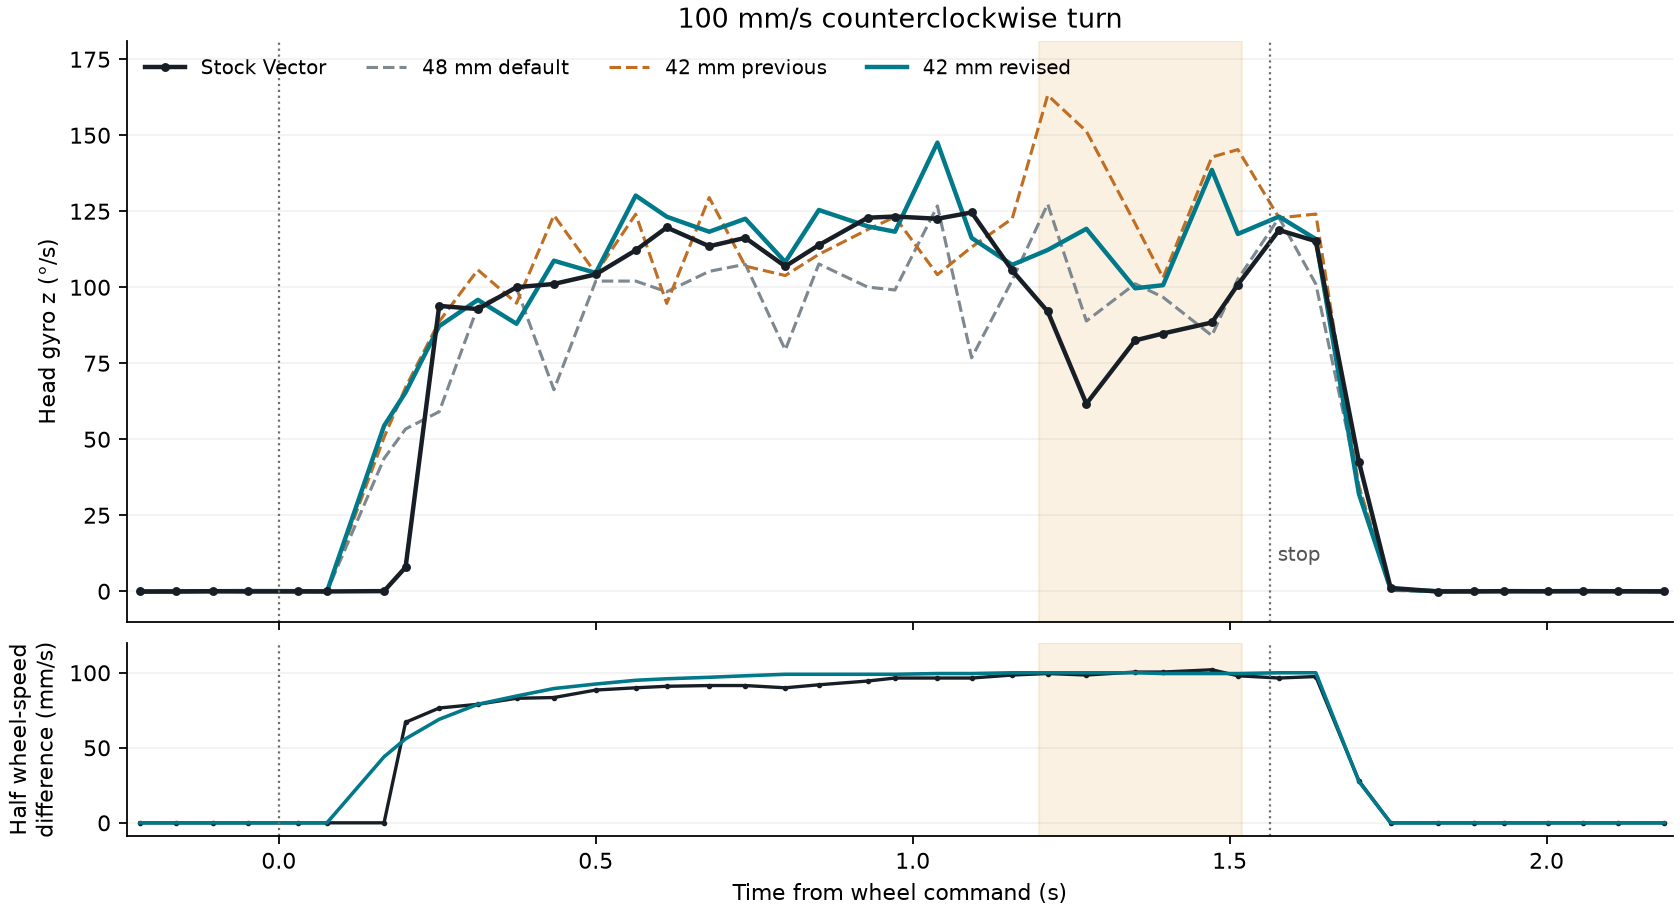 100 mm/s counterclockwise turn
Stock Vector
48 mm default
42 mm previous
42 mm revised
175
150
125
100
75
50
25
0
Head gyro z (°/s)
stop
100
50
0
Half wheel-speed
difference (mm/s)
0.0
0.5
1.0
1.5
2.0
Time from wheel command (s)